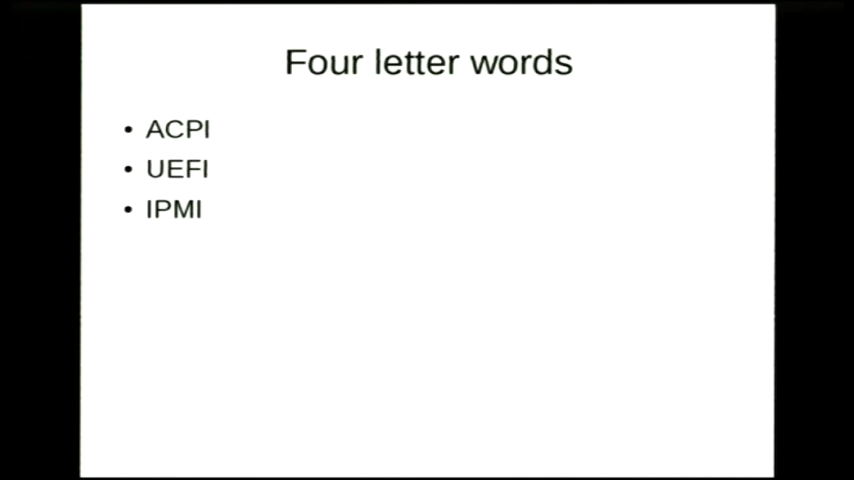 Four letter words
• ACPI
• UEFI
• IPMI